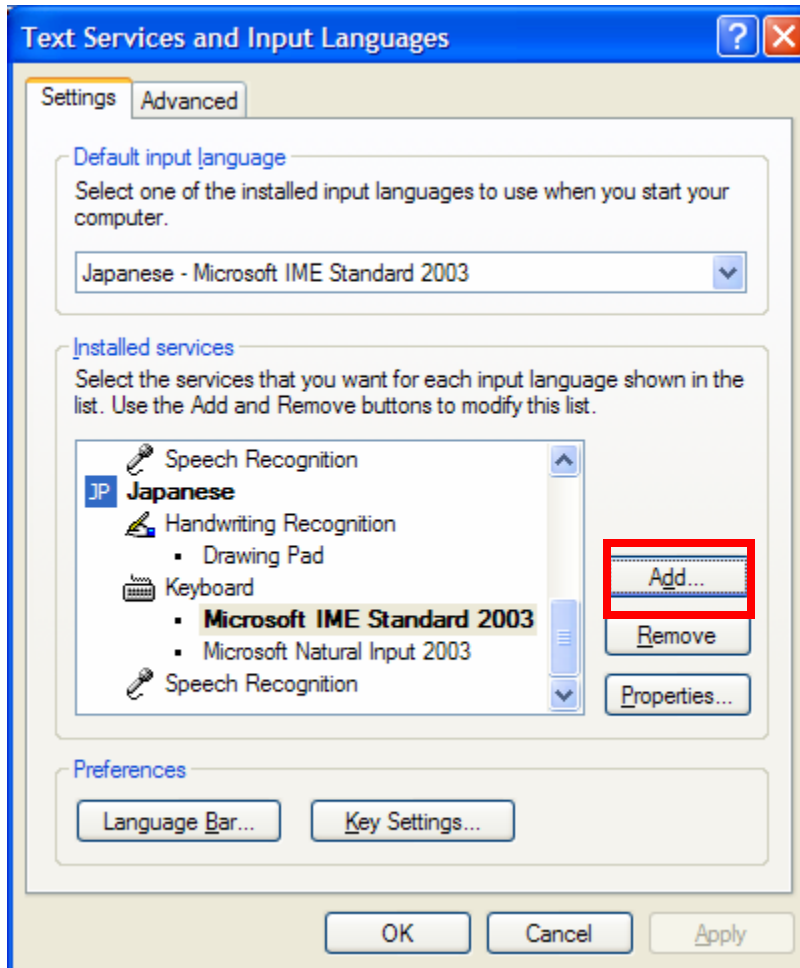 Text Services and Input Languages
Settings
Advanced
Default input language
Select one of the installed input languages to use when you start your
computer.
Japanese - Microsoft IME Standard 2003
Installed services
Select the services that you want for each input language shown in the
list. Use the Add and Remove buttons to modify this list.
Speech Recognition
JP Japanese
Handwriting Recognition
Drawing Pad
Keyboard
Microsoft IME Standard 2003
Microsoft Natural Input 2003
Speech Recognition
Add...
Remove
Properties...
Preferences
Language Bar...
Key Settings...
OK
Cancel
Apply